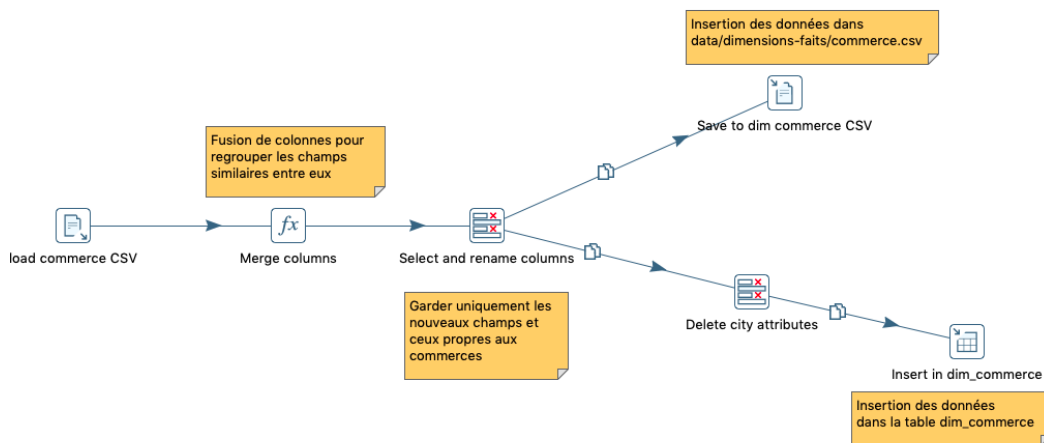 Insertion des données dans
data/dimensions-faits/commerce.csv
Save to dim commerce CSV
Fusion de colonnes pour
regrouper les champs
similaires entre eux
load commerce CSV
fx
Merge columns
Select and rename columns
Garder uniquement les
nouveaux champs et
ceux propres aux
commerces
Delete city attributes
Insert in dim_commerce
Insertion des données
dans la table dim_commerce